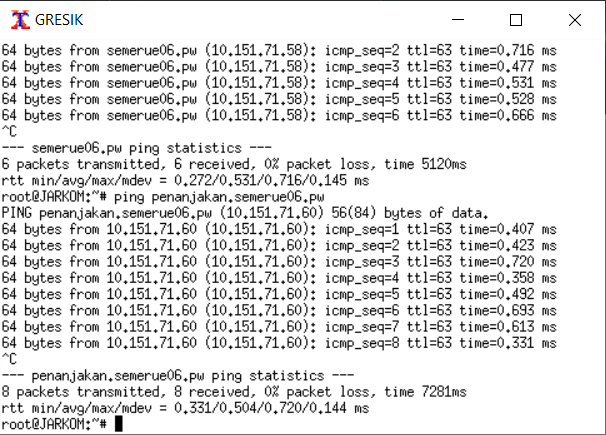 GRESIK
64 bytes from semerue06.pw (10.151.71.58): icmp_seq=2 ttl=63 time=0.716 ms
64 bytes from semerue06.pw (10.151.71.58): icmp_seq=3 ttl=63 time=0.477 ms
64 bytes from semerue06.pw (10.151.71.58): icmp_seq=4 ttl=63 time=0.531 ms
64 bytes from semerue06.pw (10.151.71.58): icmp_seq=5 ttl=63 time=0.528 ms
64 bytes from semerue06.pw (10.151.71.58): icmp_seq=6 ttl=63 time=0.666 ms
^C
--- semerue06.pw ping statistics ---
6 packets transmitted, 6 received, 0% packet loss, time 5120ms
rtt min/avg/max/mdev = 0.272/0.531/0.716/0.145 ms
root@JARKOM:~# ping penanjakan.semerue06.pw
PING penanjakan.semerue06.pw (10.151.71.60) 56(84) bytes of data.
64 bytes from 10.151.71.60 (10.151.71.60): icmp_seq=1 ttl=63 time=0.407 ms
64 bytes from 10.151.71.60 (10.151.71.60): icmp_seq=2 ttl=63 time=0.423 ms
64 bytes from 10.151.71.60 (10.151.71.60): icmp_seq=3 ttl=63 time=0.720 ms
64 bytes from 10.151.71.60 (10.151.71.60): icmp_seq=4 ttl=63 time=0.358 ms
64 bytes from 10.151.71.60 (10.151.71.60): icmp_seq=5 ttl=63 time=0.492 ms
64 bytes from 10.151.71.60 (10.151.71.60): icmp_seq=6 ttl=63 time=0.693 ms
64 bytes from 10.151.71.60 (10.151.71.60): icmp_seq=7 ttl=63 time=0.613 ms
64 bytes from 10.151.71.60 (10.151.71.60): icmp_seq=8 ttl=63 time=0.331 ms
^C
--- penanjakan.semerue06.pw ping statistics ---
8 packets transmitted, 8 received, 0% packet loss, time 7281ms
rtt min/avg/max/mdev = 0.331/0.504/0.720/0.144 ms
root@JARKOM:~#